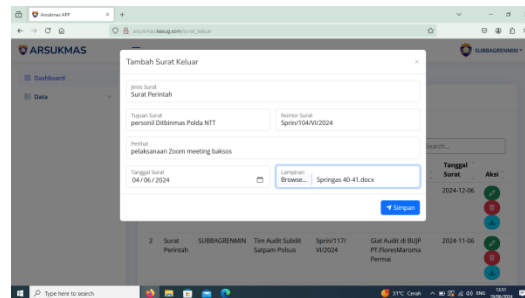 Arsukmas APP
arsukmas.kesug.com/surat_keluar
ARSUKMAS
SUBBAGRENMIN
Dashboard
Data
Tambah Surat Keluar
Jenis Surat
Surat Perintah
Tujuan Surat
personil Ditbinmas Polda NTT
Nomor Surat
Sprin/104/VI/2024
Perihal
pelaksanaan Zoom meeting baksos
Tanggal Surat
04/06/2024
Lampiran
Browse... Springas 40-41.docx
Simpan
Search...
Tanggal Surat
Aksi
2024-12-06
2
Surat Perintah
SUBBAGRENMIN
Tim Audit Subdit Satpam Polsus
Sprin/117/VI/2024
Giat Audit di BUJP PT.FloresMaroma Permai
2024-11-06
Type here to search
31°C Cerah
ENG